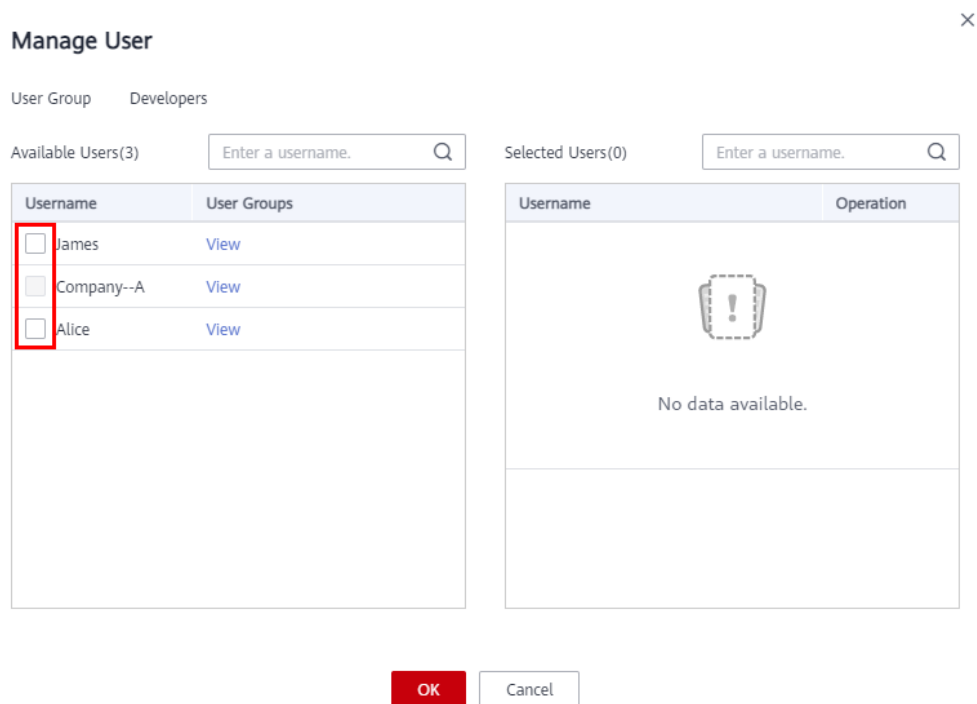 Manage User
User Group Developers
Available Users(3) Enter a username. Selected Users(0) Enter a username.
Username User Groups Username Operation
James View
Company--A View
Alice View
No data available.
OK Cancel